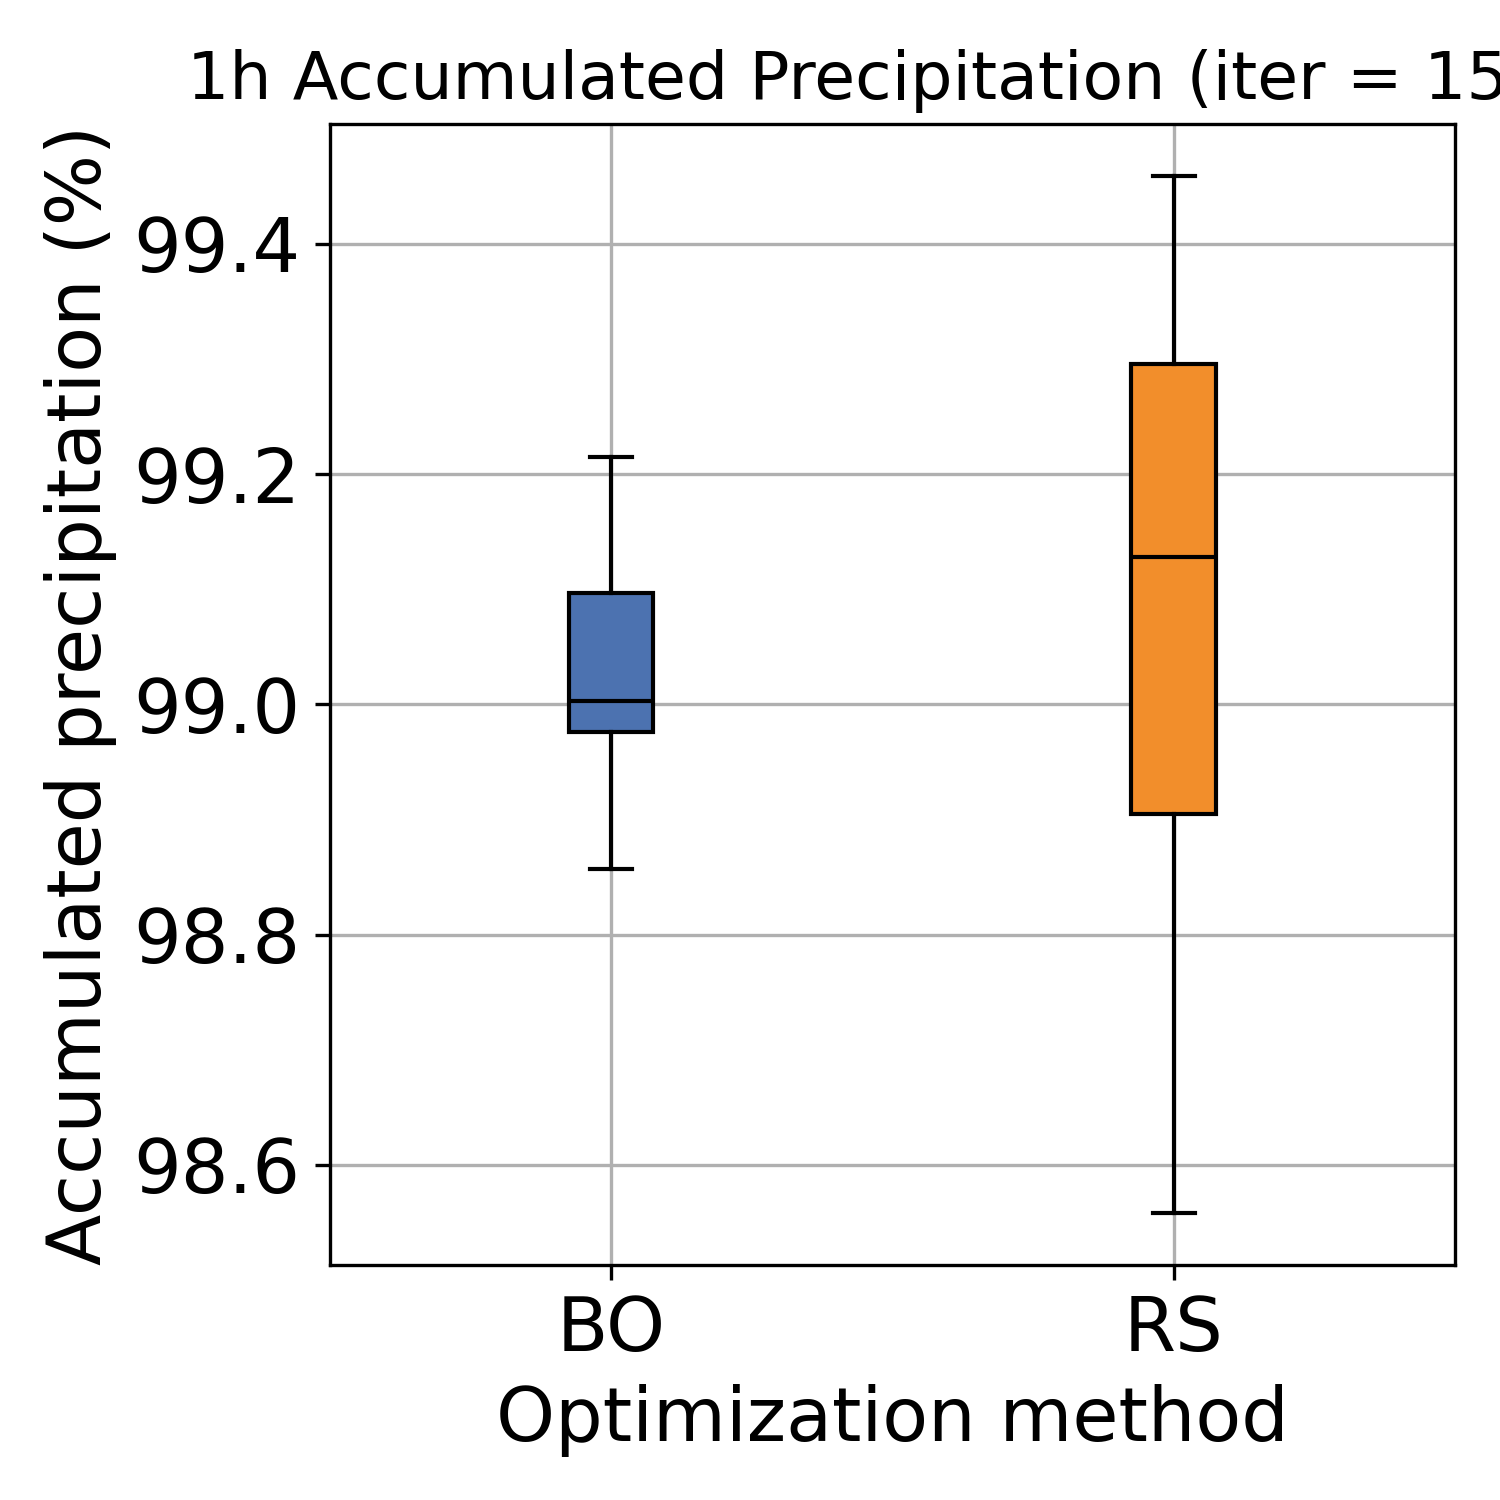 1h Accumulated Precipitation (iter = 15
Accumulated precipitation (%)
99.4
99.2
99.0
98.8
98.6
BO
RS
Optimization method